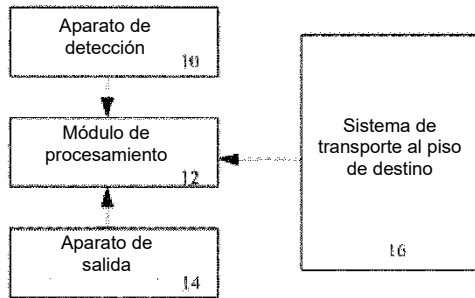 Aparato de
detección
10
Módulo de
procesamiento
12
Aparato de
salida
14
Sistema de
transporte al piso
de destino
16